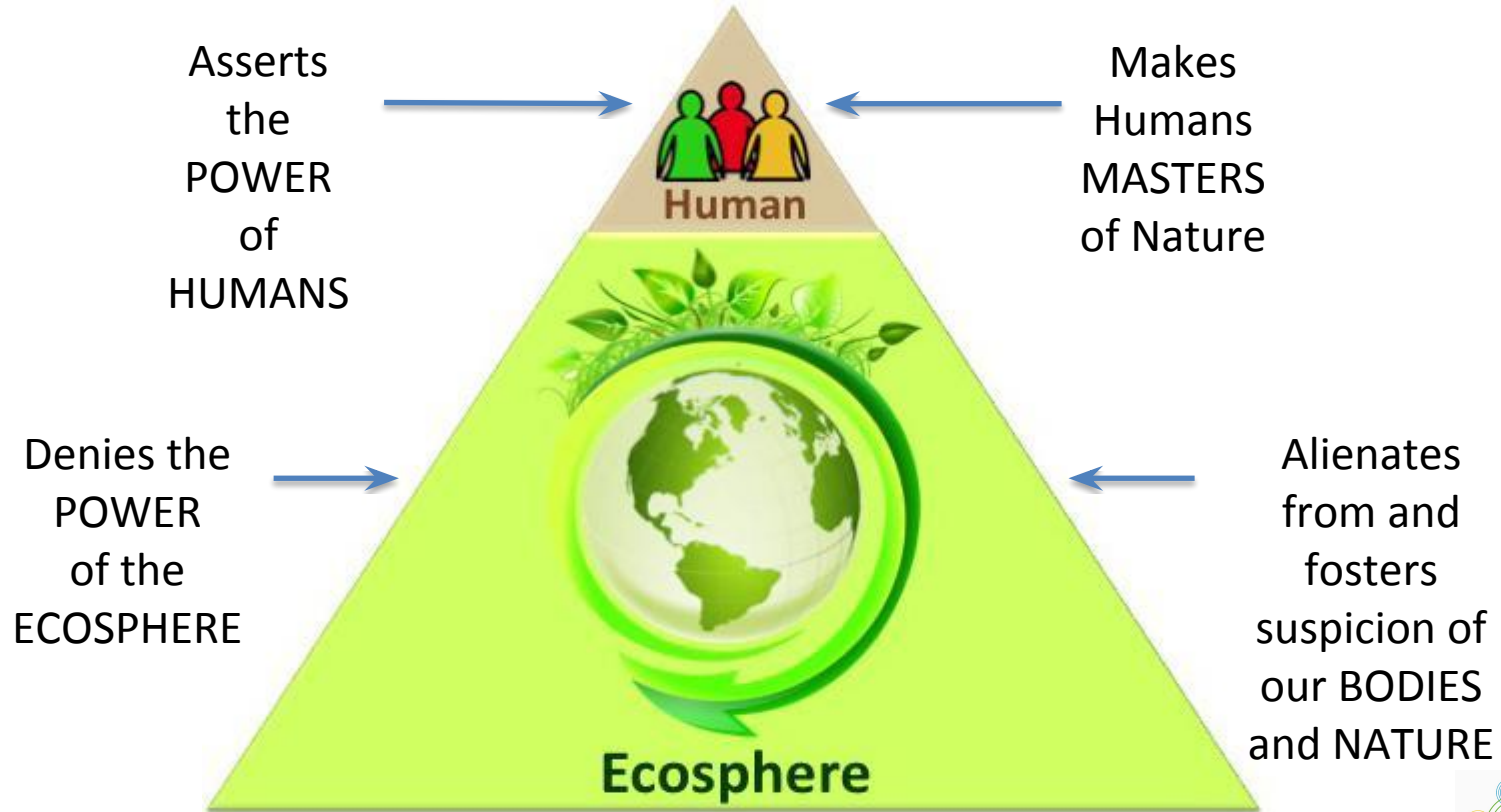 Asserts
the
POWER
of
HUMANS
Makes
Humans
MASTERS
of Nature
Human
Denies the
POWER
of the
ECOSPHERE
Alienates
from and
fosters
suspicion of
our BODIES
and NATURE
Ecosphere